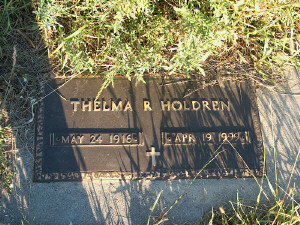 THELMA R HOLDREN
MAY 24 1916 APR 19